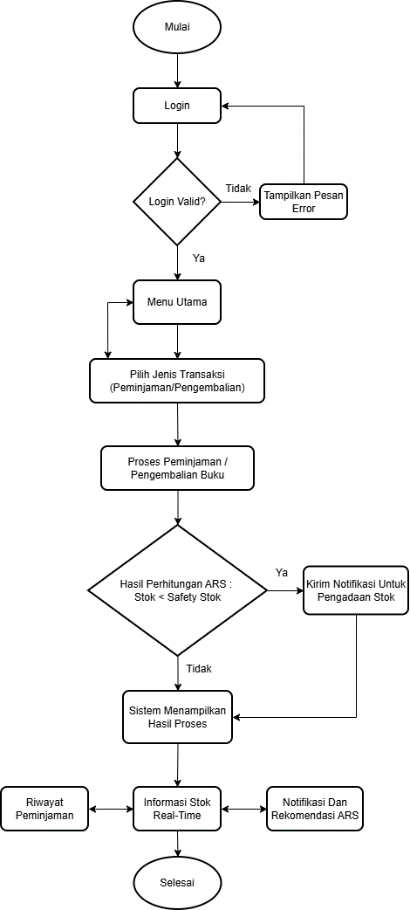 Mulai
Login
Login Valid?
Tidak
Tampilkan Pesan
Error
Ya
Menu Utama
Pilih Jenis Transaksi
(Peminjaman/Pengembalian)
Proses Peminjaman /
Pengembalian Buku
Hasil Perhitungan ARS :
Stok < Safety Stok
Ya
Kirim Notifikasi Untuk
Pengadaan Stok
Tidak
Sistem Menampilkan
Hasil Proses
Riwayat
Peminjaman
Informasi Stok
Real-Time
Notifikasi Dan
Rekomendasi ARS
Selesai